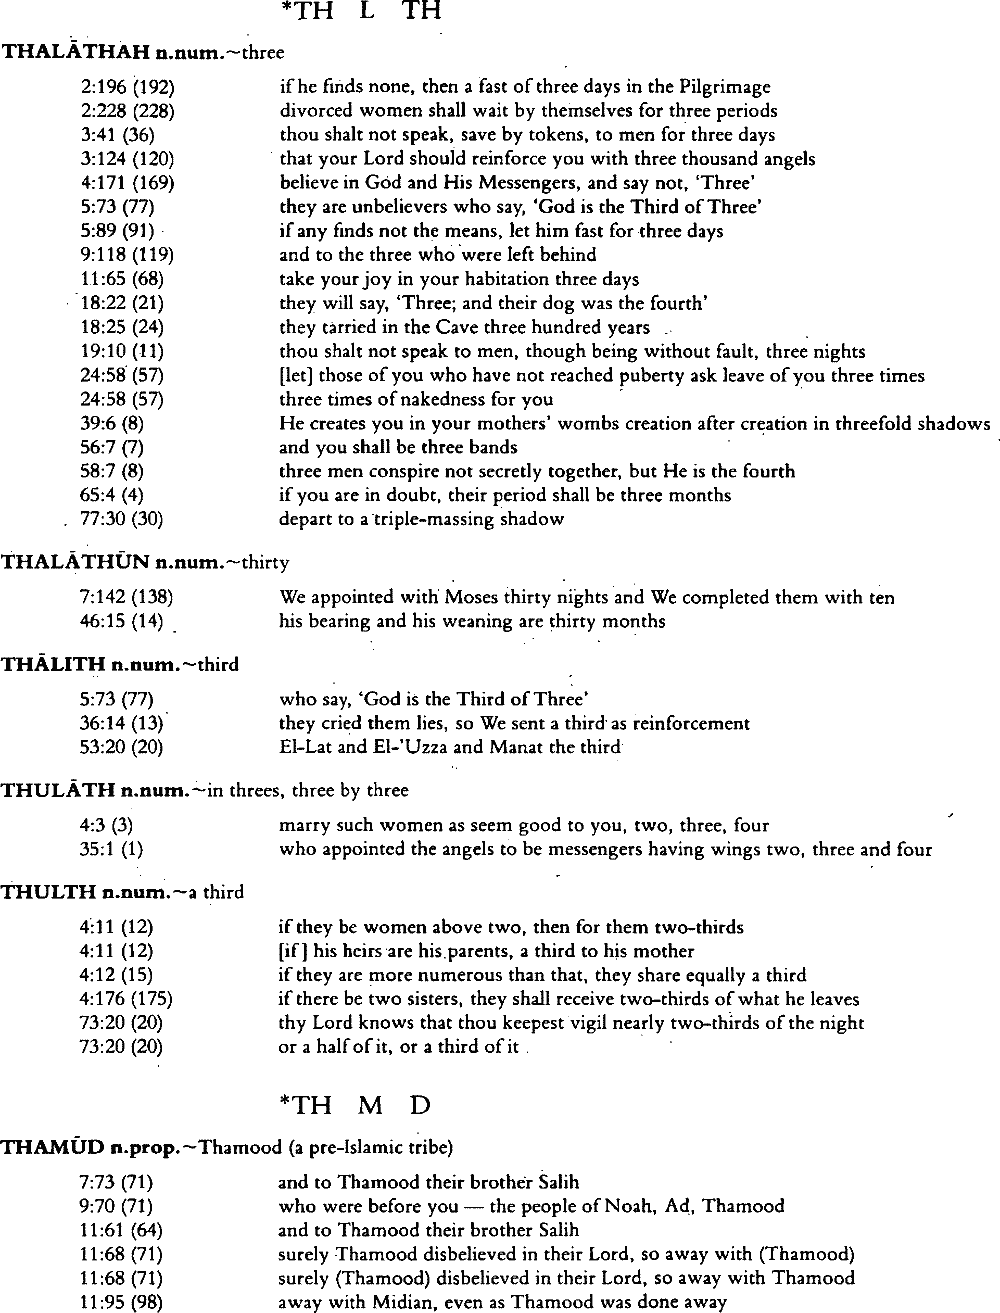 *TH L TH
THALĀTHAH n.num.~three
2:196 (192) if he finds none, then a fast of three days in the Pilgrimage
2:228 (228) divorced women shall wait by themselves for three periods
3:41 (36) thou shalt not speak, save by tokens, to men for three days
3:124 (120) that your Lord should reinforce you with three thousand angels
4:171 (169) believe in God and His Messengers, and say not, ‘Three’
5:73 (77) they are unbelievers who say, ‘God is the Third of Three’
5:89 (91) if any finds not the means, let him fast for three days
9:118 (119) and to the three who were left behind
11:65 (68) take your joy in your habitation three days
18:22 (21) they will say, ‘Three; and their dog was the fourth’
18:25 (24) they tarried in the Cave three hundred years
19:10 (11) thou shalt not speak to men, though being without fault, three nights
24:58 (57) [let] those of you who have not reached puberty ask leave of you three times
24:58 (57) three times of nakedness for you
39:6 (8) He creates you in your mothers’ wombs creation after creation in threefold shadows
56:7 (7) and you shall be three bands
58:7 (8) three men conspire not secretly together, but He is the fourth
65:4 (4) if you are in doubt, their period shall be three months
77:30 (30) depart to a triple-massing shadow
THALĀTHŪN n.num.~thirty
7:142 (138) We appointed with Moses thirty nights and We completed them with ten
46:15 (14) his bearing and his weaning are thirty months
THĀLITH n.num.~third
5:73 (77) who say, ‘God is the Third of Three’
36:14 (13) they cried them lies, so We sent a third as reinforcement
53:20 (20) El-Lat and El-’Uzza and Manat the third
THULĀTH n.num.~in threes, three by three
4:3 (3) marry such women as seem good to you, two, three, four
35:1 (1) who appointed the angels to be messengers having wings two, three and four
THULTH n.num.~a third
4:11 (12) if they be women above two, then for them two-thirds
4:11 (12) [if] his heirs are his parents, a third to his mother
4:12 (15) if they are more numerous than that, they share equally a third
4:176 (175) if there be two sisters, they shall receive two-thirds of what he leaves
73:20 (20) thy Lord knows that thou keepest vigil nearly two-thirds of the night
73:20 (20) or a half of it, or a third of it
*TH M D
THAMŪD n.prop.~Thamood (a pre-Islamic tribe)
7:73 (71) and to Thamood their brother Salih
9:70 (71) who were before you — the people of Noah, Ad, Thamood
11:61 (64) and to Thamood their brother Salih
11:68 (71) surely Thamood disbelieved in their Lord, so away with (Thamood)
11:68 (71) surely (Thamood) disbelieved in their Lord, so away with Thamood
11:95 (98) away with Midian, even as Thamood was done away